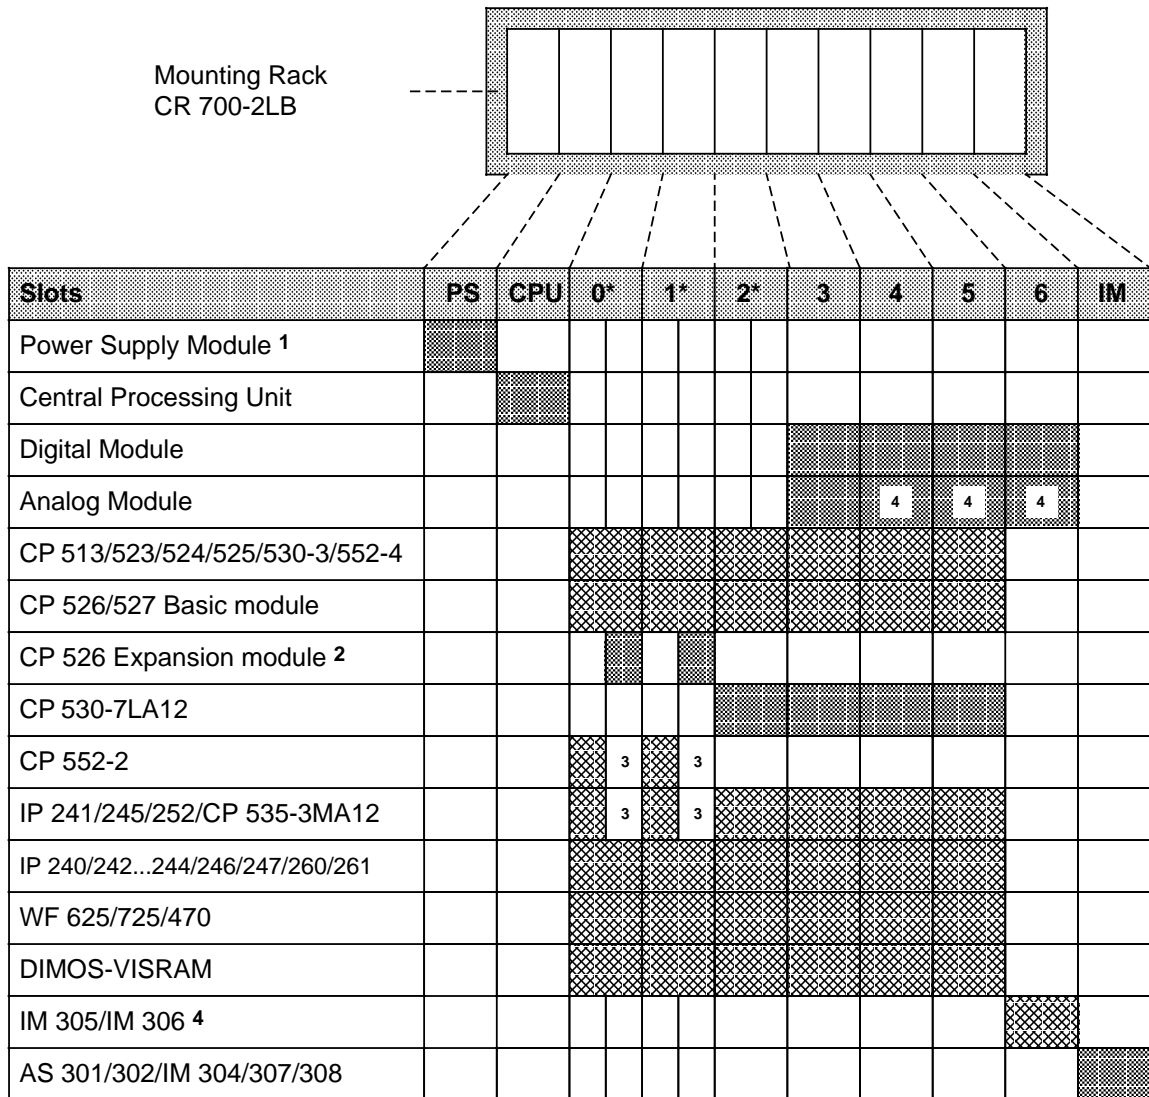 Mounting Rack
CR 700-2LB
Slots PS CPU 0* 1* 2* 3 4 5 6 IM
Power Supply Module 1
Central Processing Unit
Digital Module
Analog Module 4 4 4
CP 513/523/524/525/530-3/552-4
CP 526/527 Basic module
CP 526 Expansion module 2
CP 530-7LA12
CP 552-2 3 3
IP 241/245/252/CP 535-3MA12 3 3
IP 240/242...244/246/247/260/261
WF 625/725/470
DIMOS-VISRAM
IM 305/IM 306 4
AS 301/302/IM 304/307/308